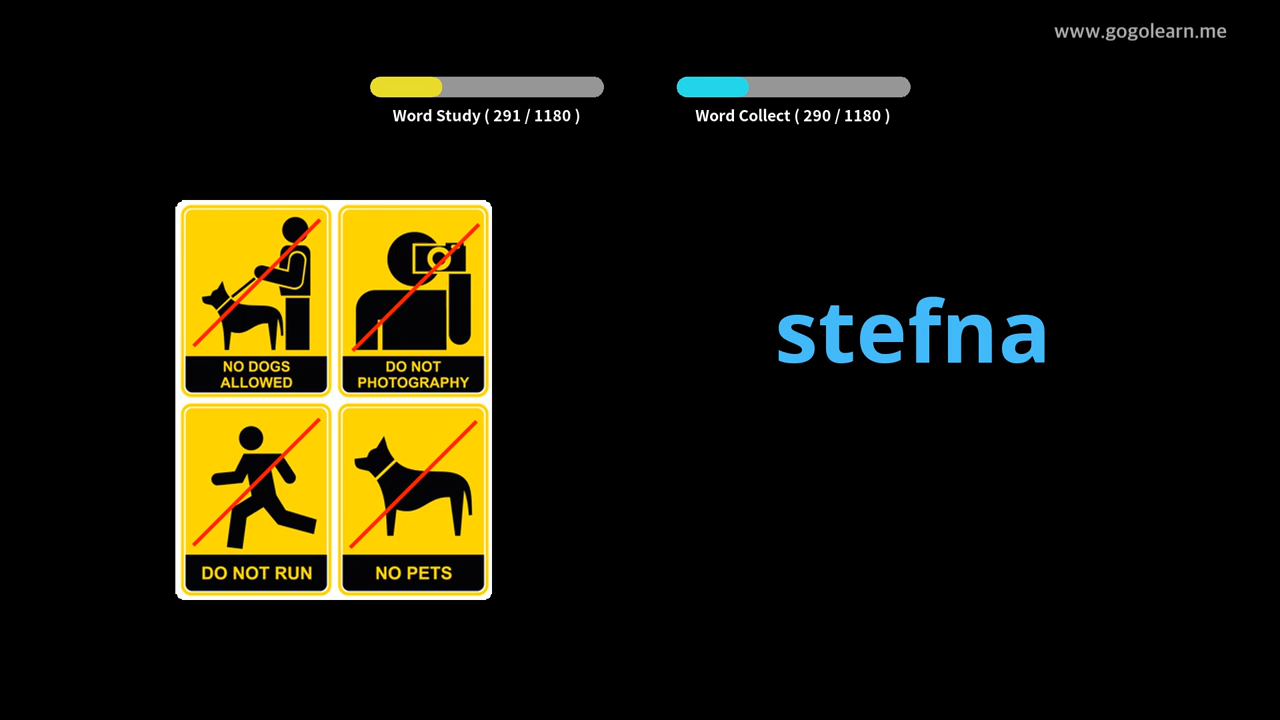 www.gogolearn.me
Word Study ( 291 / 1180 )
Word Collect ( 290 / 1180 )
NO DOGS
ALLOWED
DO NOT
PHOTOGRAPHY
stefna
DO NOT RUN
NO PETS